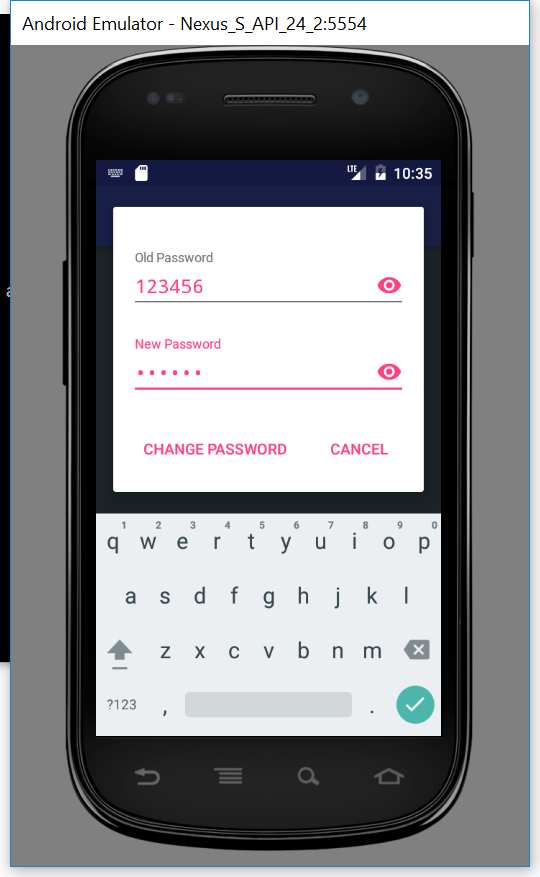 Android Emulator - Nexus_S_API_24_2:5554
LTE 10:35
Old Password
123456
New Password
••••••
CHANGE PASSWORD CANCEL
1 2 3 4 5 6 7 8 9 0
q w e r t y u i o p
a s d f g h j k l
z x c v b n m
?123 , .